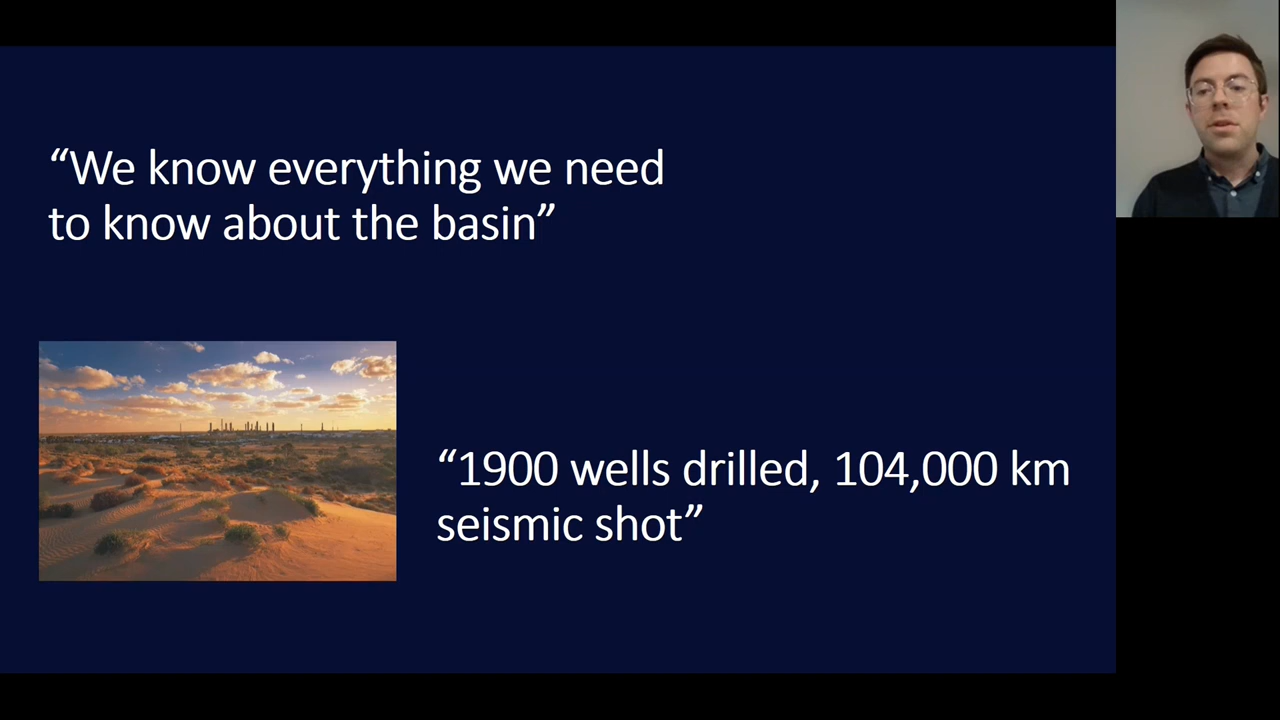 “We know everything we need
to know about the basin”
“1900 wells drilled, 104,000 km
seismic shot”